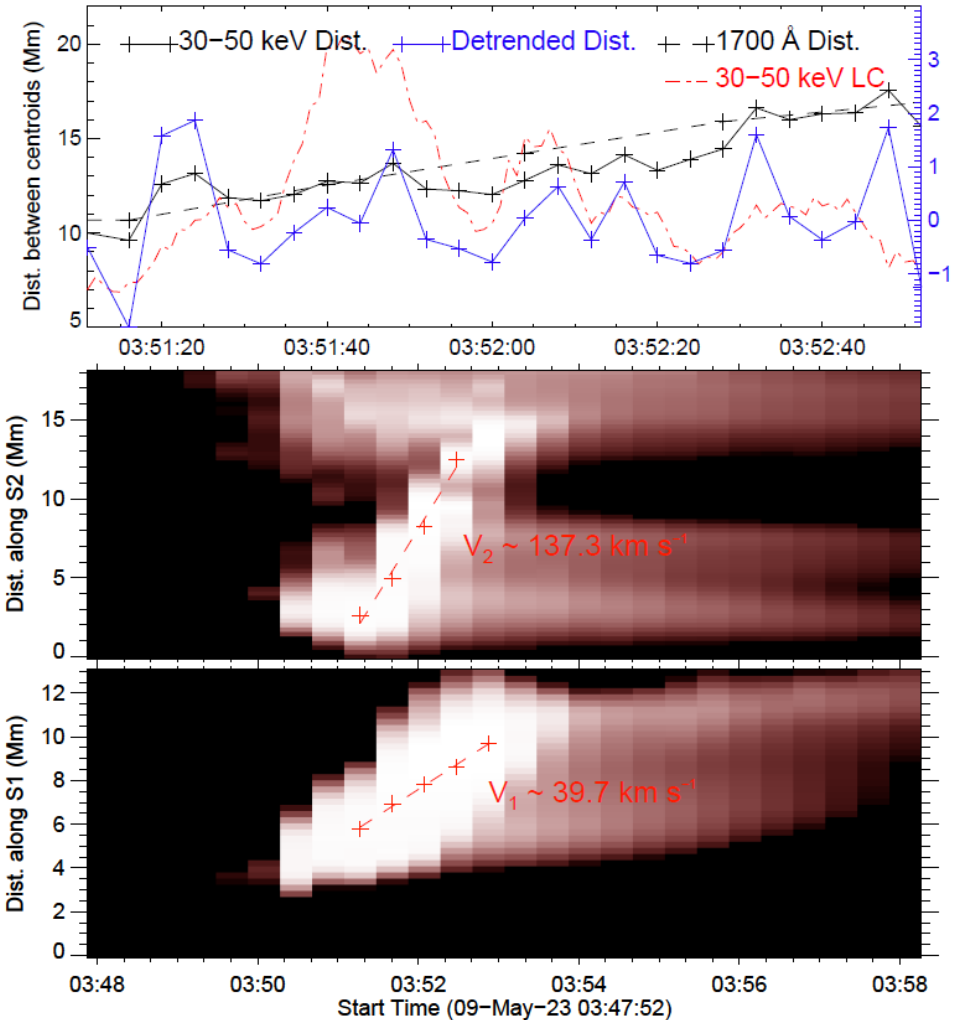 30−50 keV Dist. Detrended Dist. 1700 Å Dist.
30−50 keV LC
Dist. between centroids (Mm)
20
15
10
5
3
2
1
0
−1
03:51:20 03:51:40 03:52:00 03:52:20 03:52:40
Dist. along S2 (Mm)
15
10
5
0
V2 ~ 137.3 km s−1
Dist. along S1 (Mm)
12
10
8
6
4
2
0
V1 ~ 39.7 km s−1
03:48 03:50 03:52 03:54 03:56 03:58
Start Time (09−May−23 03:47:52)